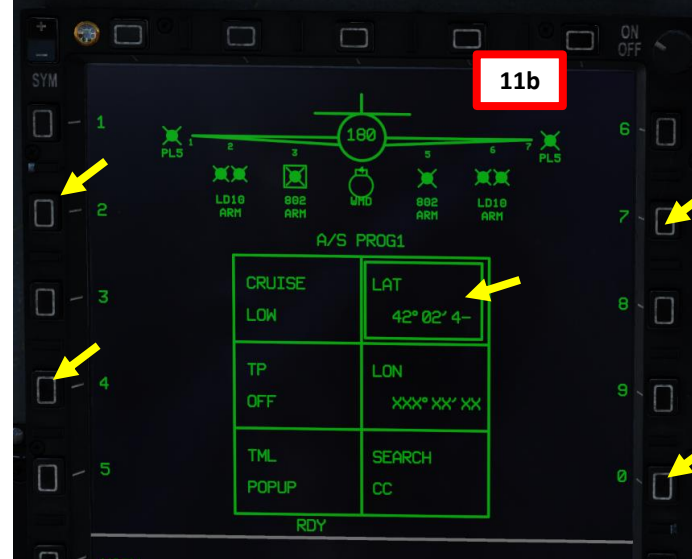 +
ON
OFF
11b
SYM
1
180
6
PL5
1
2
3
4
5
6
7
PL5
LD10
ARM
802
ARM
WMD
802
ARM
LD10
ARM
2
7
A/S PROG1
CRUISE
LOW
LAT
42°02′4-
3
8
TP
OFF
LON
XXX°XX′XX
4
9
TML
POPUP
SEARCH
CC
5
0
RDY